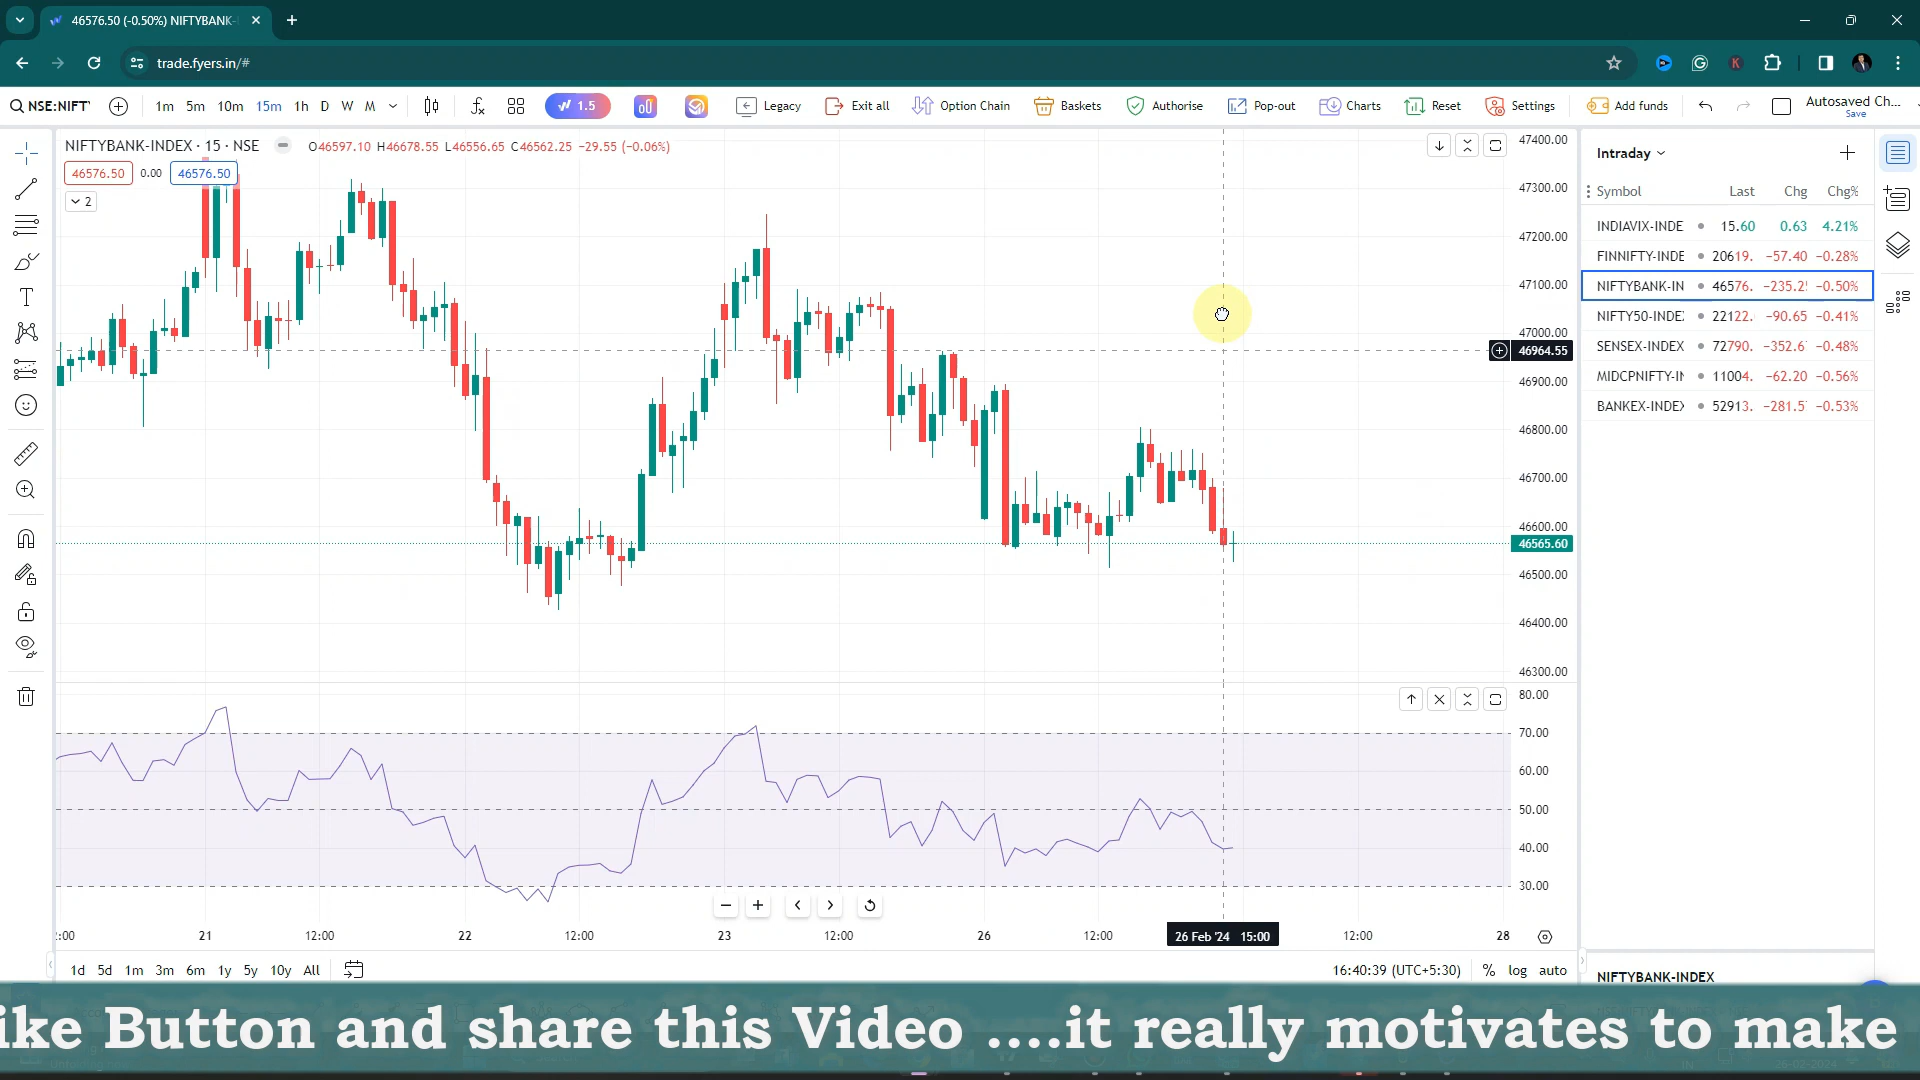 46576.50 (-0.50%) NIFTYBANK-
trade.fyers.in/#
NSE:NIFT
1m 5m 10m 15m 1h D W M
1.5
Legacy Exit all Option Chain Baskets Authorise Pop-out Charts Reset Settings Add funds
Autosaved Ch...
Save
NIFTYBANK-INDEX · 15 · NSE
O46597.10 H46678.55 L46556.65 C46562.25 −29.55 (−0.06%)
46576.50 0.00 46576.50
2
47400.00
47300.00
47200.00
47100.00
47000.00
46964.55
46900.00
46800.00
46700.00
46600.00
46565.60
46500.00
46400.00
46300.00
80.00
70.00
60.00
50.00
40.00
30.00
:00 21 12:00 22 12:00 23 12:00 26 12:00 26 Feb '24 15:00 12:00 28
1d 5d 1m 3m 6m 1y 5y 10y All
16:40:39 (UTC+5:30) % log auto
Intraday
Symbol Last Chg Chg%
INDIAVIX-INDE 15.60 0.63 4.21%
FINNIFTY-INDE 20619. −57.40 −0.28%
NIFTYBANK-IN 46576. −235.2 −0.50%
NIFTY50-INDE 22122. −90.65 −0.41%
SENSEX-INDEX 72790. −352.6 −0.48%
MIDCPNIFTY-IN 11004. −62.20 −0.56%
BANKEX-INDEX 52913. −281.5 −0.53%
NIFTYBANK-INDEX
ike Button and share this Video ....it really motivates to make